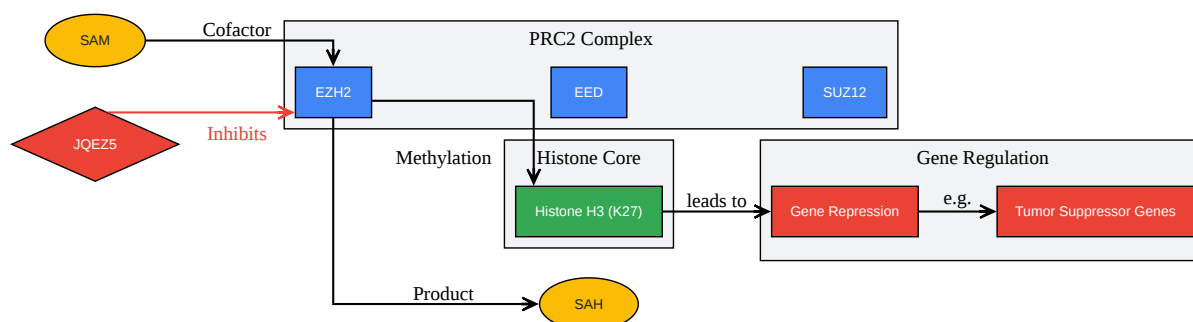 SAM
Cofactor
PRC2 Complex
EZH2
EED
SUZ12
JQEZ5
Inhibits
Methylation
Histone Core
Gene Regulation
Histone H3 (K27)
leads to
Gene Repression
e.g.
Tumor Suppressor Genes
Product
SAH